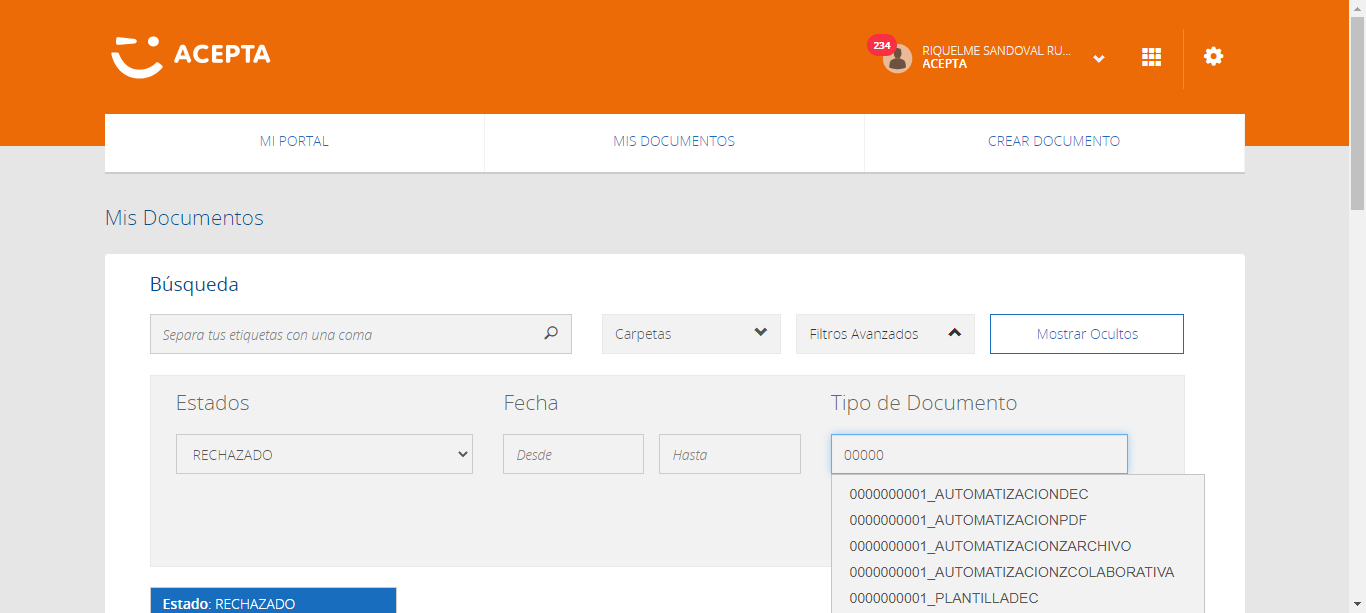 ACEPTA
234
RIQUELME SANDOVAL RU...
ACEPTA
MI PORTAL
MIS DOCUMENTOS
CREAR DOCUMENTO
Mis Documentos
Búsqueda
Separa tus etiquetas con una coma
Carpetas
Filtros Avanzados
Mostrar Ocultos
Estados
Fecha
Tipo de Documento
RECHAZADO
Desde
Hasta
00000
0000000001_AUTOMATIZACIONDEC
0000000001_AUTOMATIZACIONPDF
0000000001_AUTOMATIZACIONZARCHIVO
0000000001_AUTOMATIZACIONZCOLABORATIVA
0000000001_PLANTILLADEC
Estado: RECHAZADO